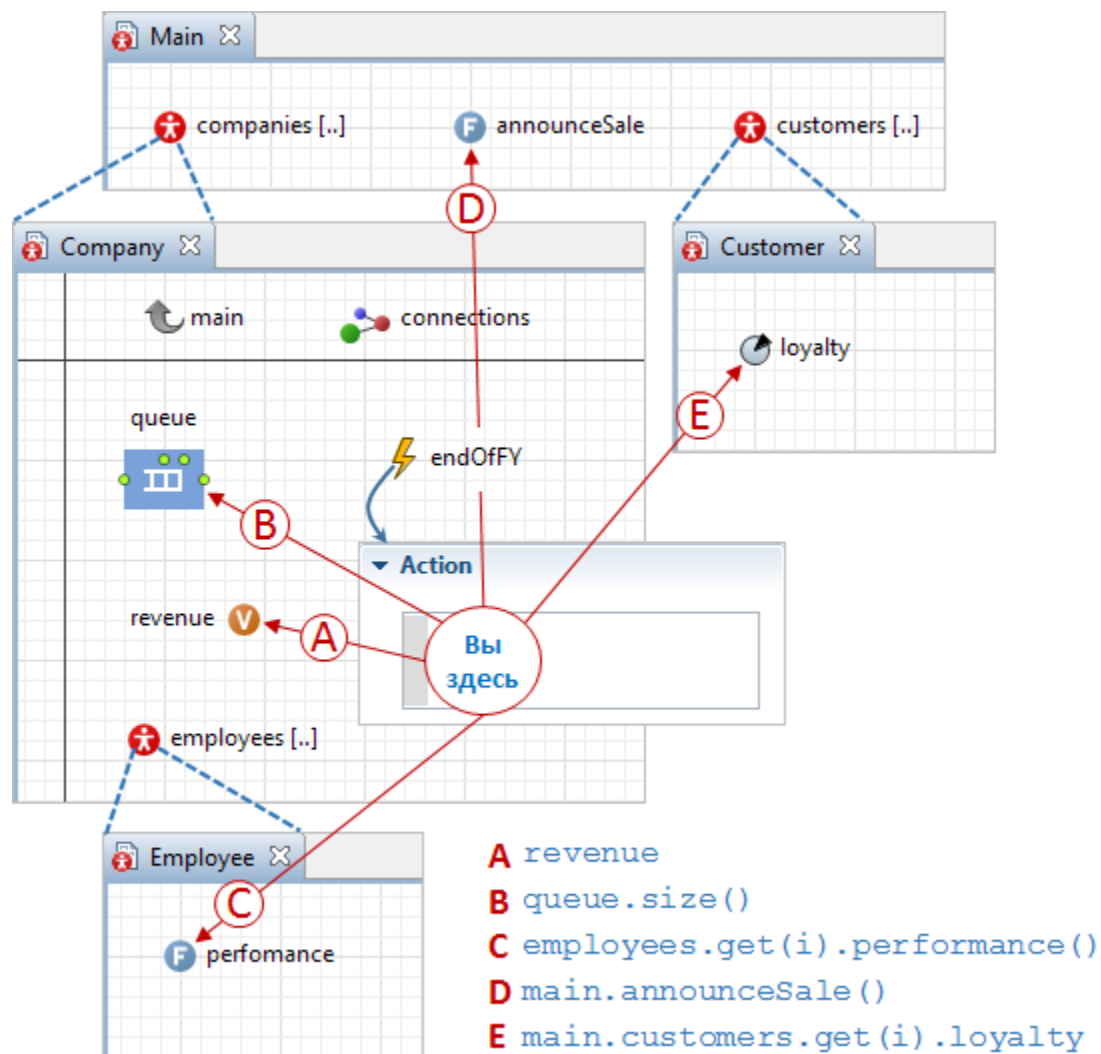 Main
companies [..]
announceSale
customers [..]
D
Company
Customer
main
connections
loyalty
queue
E
endOfFY
B
Action
revenue
V
A
Вы
здесь
employees [..]
Employee
C
F
perfomance
A revenue
B queue.size()
C employees.get(i).performance()
D main.announceSale()
E main.customers.get(i).loyalty